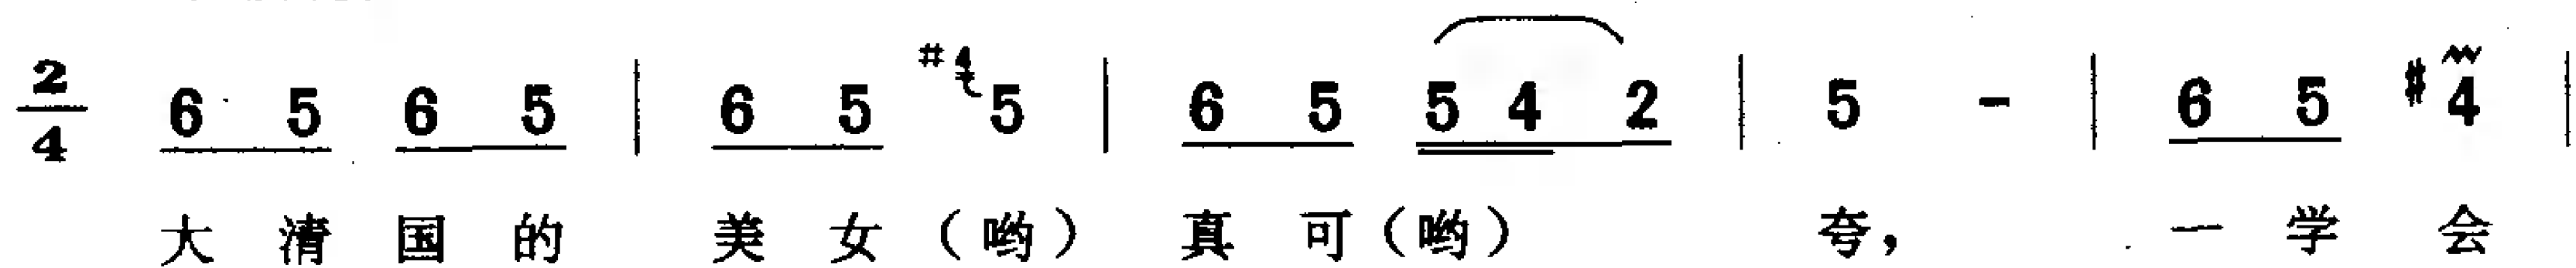 2/4 6 5 6 5 | 6 5 #4 5 | 6 5 5 4 2 | 5 - | 6 5 #4 |
大清国的 美女（哟） 真可（哟） 夸， 一学会